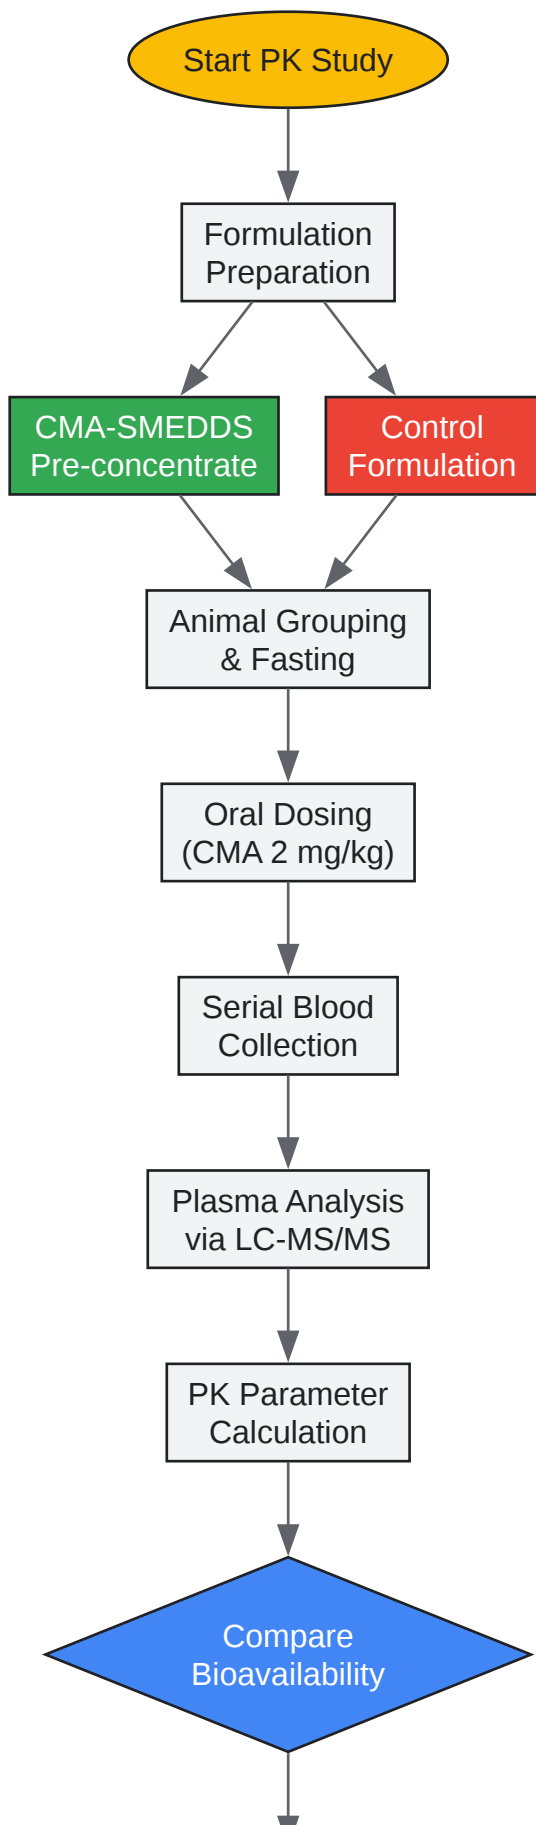 Start PK Study
Formulation
Preparation
CMA-SMEDDS
Pre-concentrate
Control
Formulation
Animal Grouping
& Fasting
Oral Dosing
(CMA 2 mg/kg)
Serial Blood
Collection
Plasma Analysis
via LC-MS/MS
PK Parameter
Calculation
Compare
Bioavailability